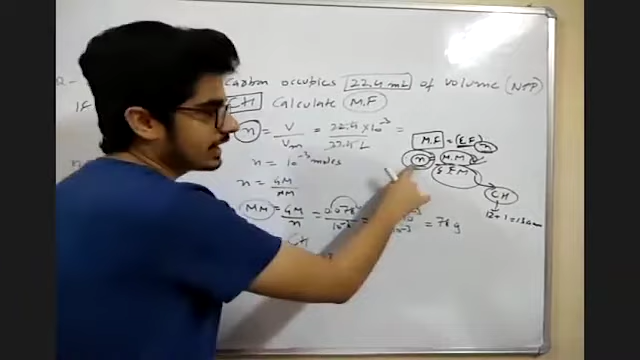 Carbon occupies 22.4 mL of volume (NTP)
IF CH Calculate M.F
n = V/Vm = 22.4 × 10⁻³ / 22.4 L =
M.F = (E.F)n
n = 10⁻³ moles
n = M.M / E.F.M
n = GM/MM
CH
12 + 1 = 13
MM = GM/n = 0.078/10⁻³ = = 78 g
CH